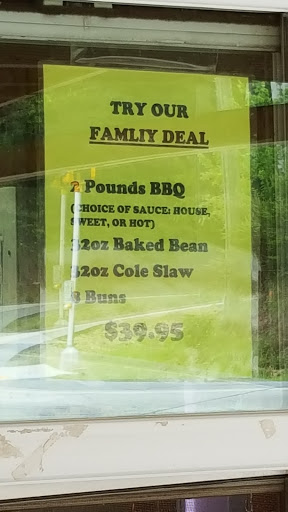 TRY OUR
FAMLIY DEAL
2 Pounds BBQ
(CHOICE OF SAUCE: HOUSE,
SWEET, OR HOT)
32oz Baked Bean
32oz Cole Slaw
8 Buns
$39.95